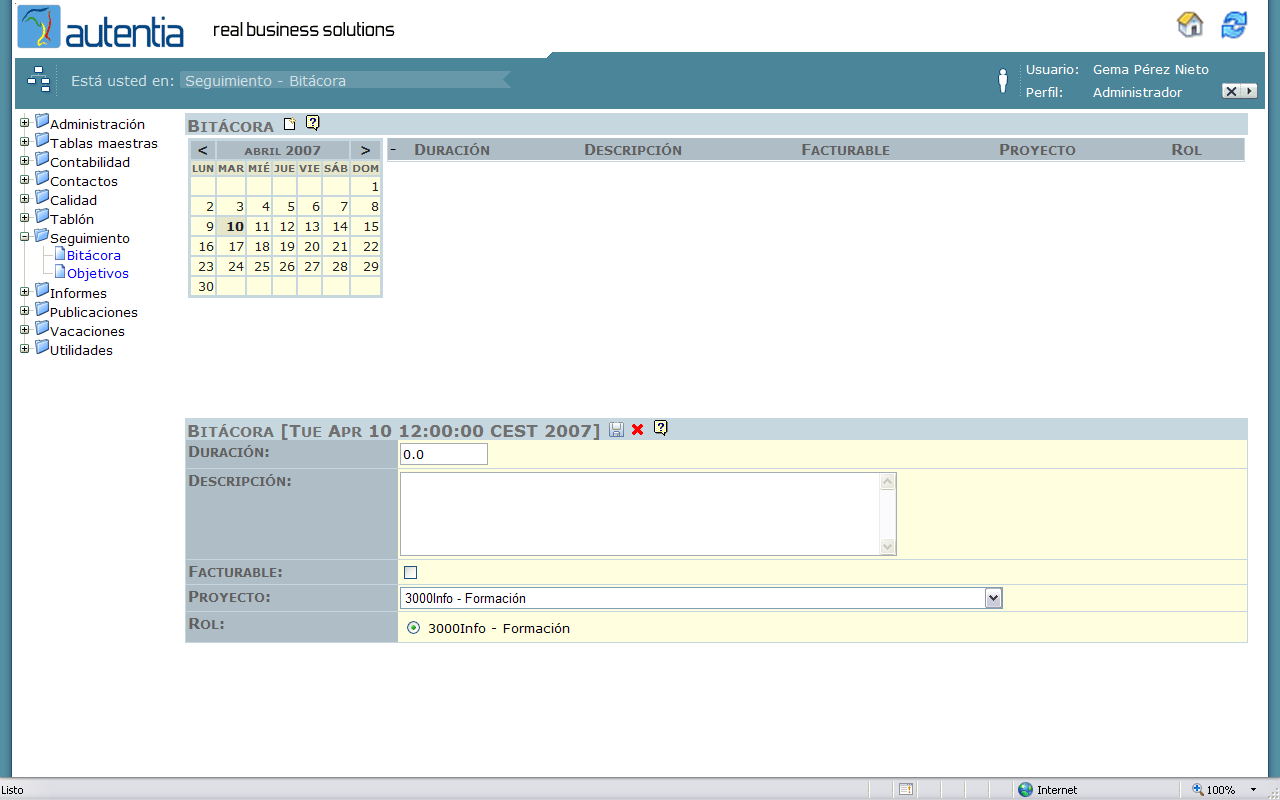 autentia real business solutions
Está usted en: Seguimiento - Bitácora
Usuario: Gema Pérez Nieto
Perfil: Administrador
Administración
Tablas maestras
Contabilidad
Contactos
Calidad
Tablón
Seguimiento
Bitácora
Objetivos
Informes
Publicaciones
Vacaciones
Utilidades
Bitácora
< abril 2007 >
LUN MAR MIÉ JUE VIE SÁB DOM
1
2 3 4 5 6 7 8
9 10 11 12 13 14 15
16 17 18 19 20 21 22
23 24 25 26 27 28 29
30
- Duración Descripción Facturable Proyecto Rol
Bitácora [Tue Apr 10 12:00:00 CEST 2007]
Duración: 0.0
Descripción:
Facturable:
Proyecto: 3000Info - Formación
Rol: 3000Info - Formación
Listo Internet 100%